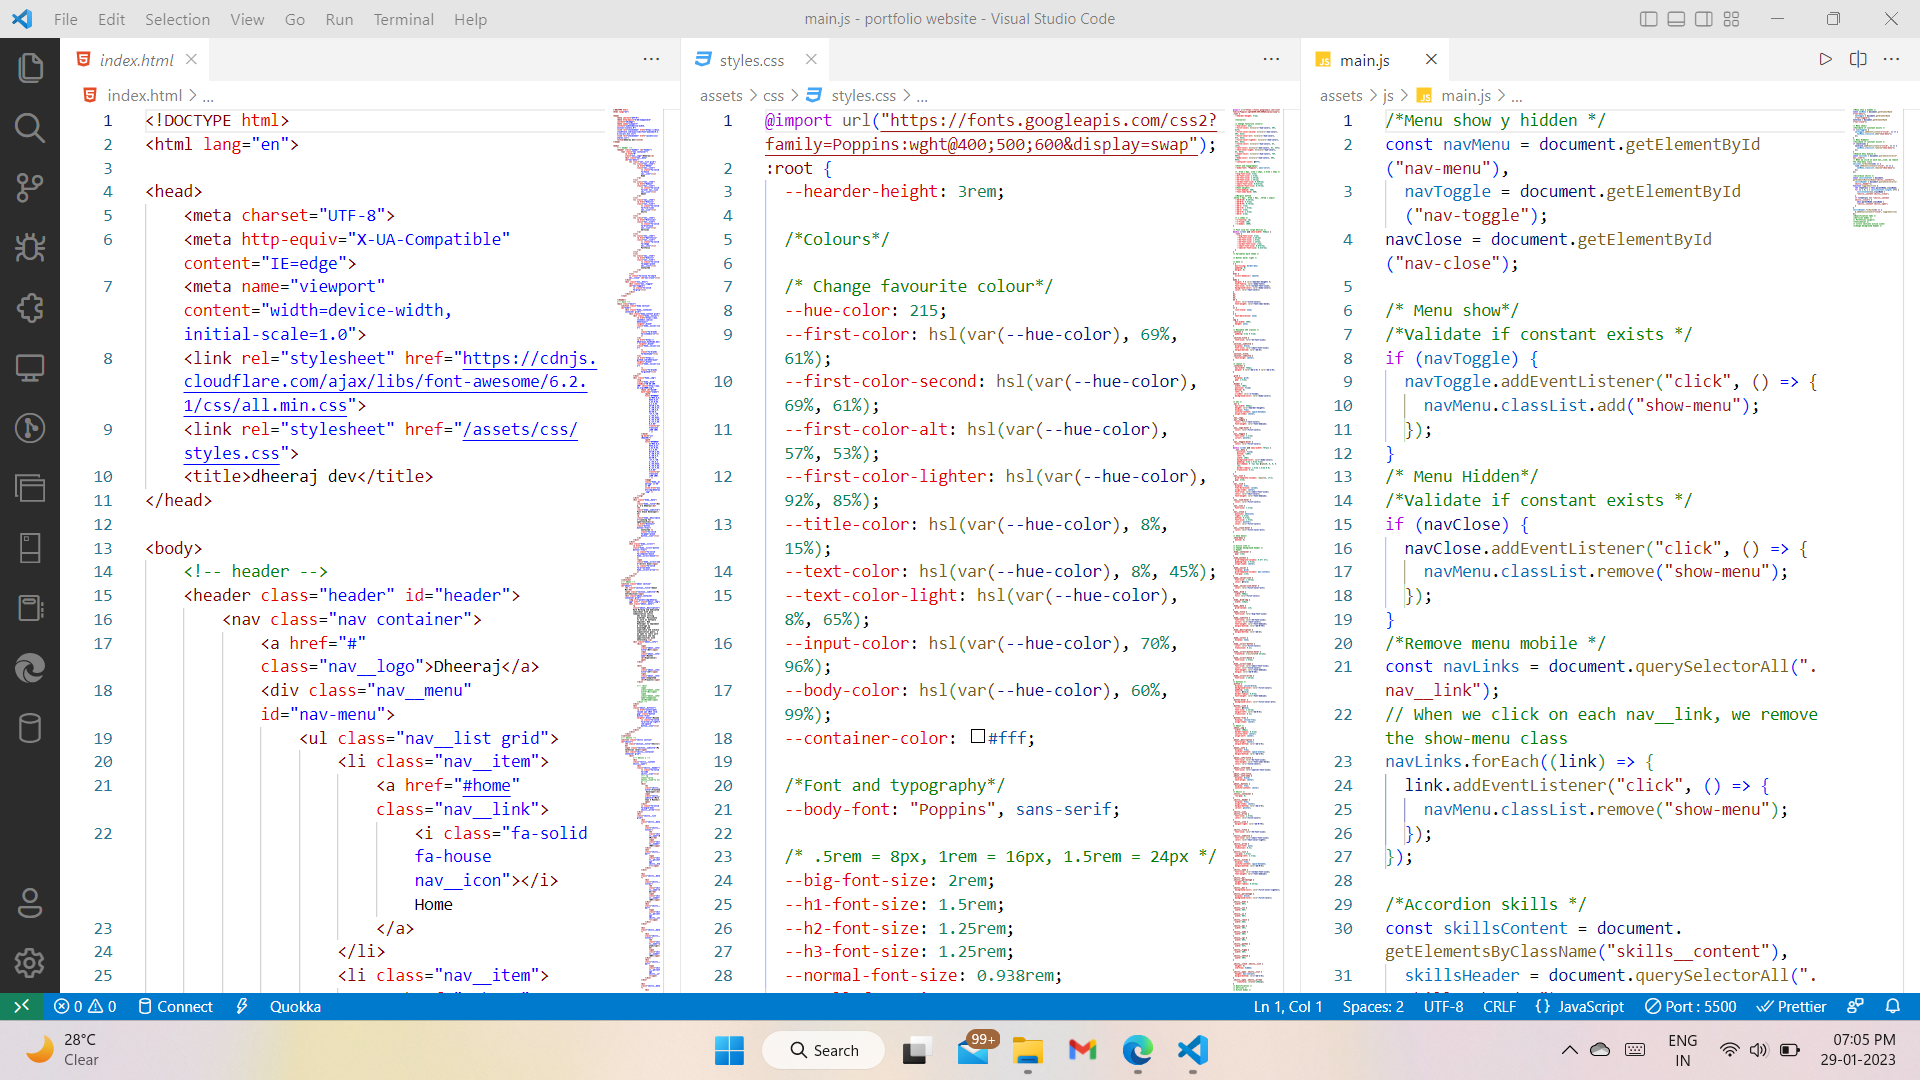 File Edit Selection View Go Run Terminal Help
main.js - portfolio website - Visual Studio Code
index.html
index.html > ...
1 <!DOCTYPE html>
2 <html lang="en">
3
4 <head>
5 <meta charset="UTF-8">
6 <meta http-equiv="X-UA-Compatible"
content="IE=edge">
7 <meta name="viewport"
content="width=device-width,
initial-scale=1.0">
8 <link rel="stylesheet" href="https://cdnjs.
cloudflare.com/ajax/libs/font-awesome/6.2.
1/css/all.min.css">
9 <link rel="stylesheet" href="/assets/css/
styles.css">
10 <title>dheeraj dev</title>
11 </head>
12
13 <body>
14 <!-- header -->
15 <header class="header" id="header">
16 <nav class="nav container">
17 <a href="#"
class="nav__logo">Dheeraj</a>
18 <div class="nav__menu"
id="nav-menu">
19 <ul class="nav__list grid">
20 <li class="nav__item">
21 <a href="#home"
class="nav__link">
22 <i class="fa-solid
fa-house
nav__icon"></i>
Home
23 </a>
24 </li>
25 <li class="nav__item">
styles.css
assets > css > styles.css > ...
1 @import url("https://fonts.googleapis.com/css2?
family=Poppins:wght@400;500;600&display=swap");
2 :root {
3 --hearder-height: 3rem;
4
5 /*Colours*/
6
7 /* Change favourite colour*/
8 --hue-color: 215;
9 --first-color: hsl(var(--hue-color), 69%,
61%);
10 --first-color-second: hsl(var(--hue-color),
69%, 61%);
11 --first-color-alt: hsl(var(--hue-color),
57%, 53%);
12 --first-color-lighter: hsl(var(--hue-color),
92%, 85%);
13 --title-color: hsl(var(--hue-color), 8%,
15%);
14 --text-color: hsl(var(--hue-color), 8%, 45%);
15 --text-color-light: hsl(var(--hue-color),
8%, 65%);
16 --input-color: hsl(var(--hue-color), 70%,
96%);
17 --body-color: hsl(var(--hue-color), 60%,
99%);
18 --container-color: #fff;
19
20 /*Font and typography*/
21 --body-font: "Poppins", sans-serif;
22
23 /* .5rem = 8px, 1rem = 16px, 1.5rem = 24px */
24 --big-font-size: 2rem;
25 --h1-font-size: 1.5rem;
26 --h2-font-size: 1.25rem;
27 --h3-font-size: 1.25rem;
28 --normal-font-size: 0.938rem;
JS main.js
assets > js > JS main.js > ...
1 /*Menu show y hidden */
2 const navMenu = document.getElementById
("nav-menu"),
3 navToggle = document.getElementById
("nav-toggle");
4 navClose = document.getElementById
("nav-close");
5
6 /* Menu show*/
7 /*Validate if constant exists */
8 if (navToggle) {
9 navToggle.addEventListener("click", () => {
10 navMenu.classList.add("show-menu");
11 });
12 }
13 /* Menu Hidden*/
14 /*Validate if constant exists */
15 if (navClose) {
16 navClose.addEventListener("click", () => {
17 navMenu.classList.remove("show-menu");
18 });
19 }
20 /*Remove menu mobile */
21 const navLinks = document.querySelectorAll(".
nav__link");
22 // When we click on each nav__link, we remove
the show-menu class
23 navLinks.forEach((link) => {
24 link.addEventListener("click", () => {
25 navMenu.classList.remove("show-menu");
26 });
27 });
28
29 /*Accordion skills */
30 const skillsContent = document.
getElementsByClassName("skills__content"),
31 skillsHeader = document.querySelectorAll(".
0 0 Connect Quokka
Ln 1, Col 1 Spaces: 2 UTF-8 CRLF {} JavaScript Port : 5500 Prettier
28°C
Clear
Search
99+
ENG
IN
07:05 PM
29-01-2023